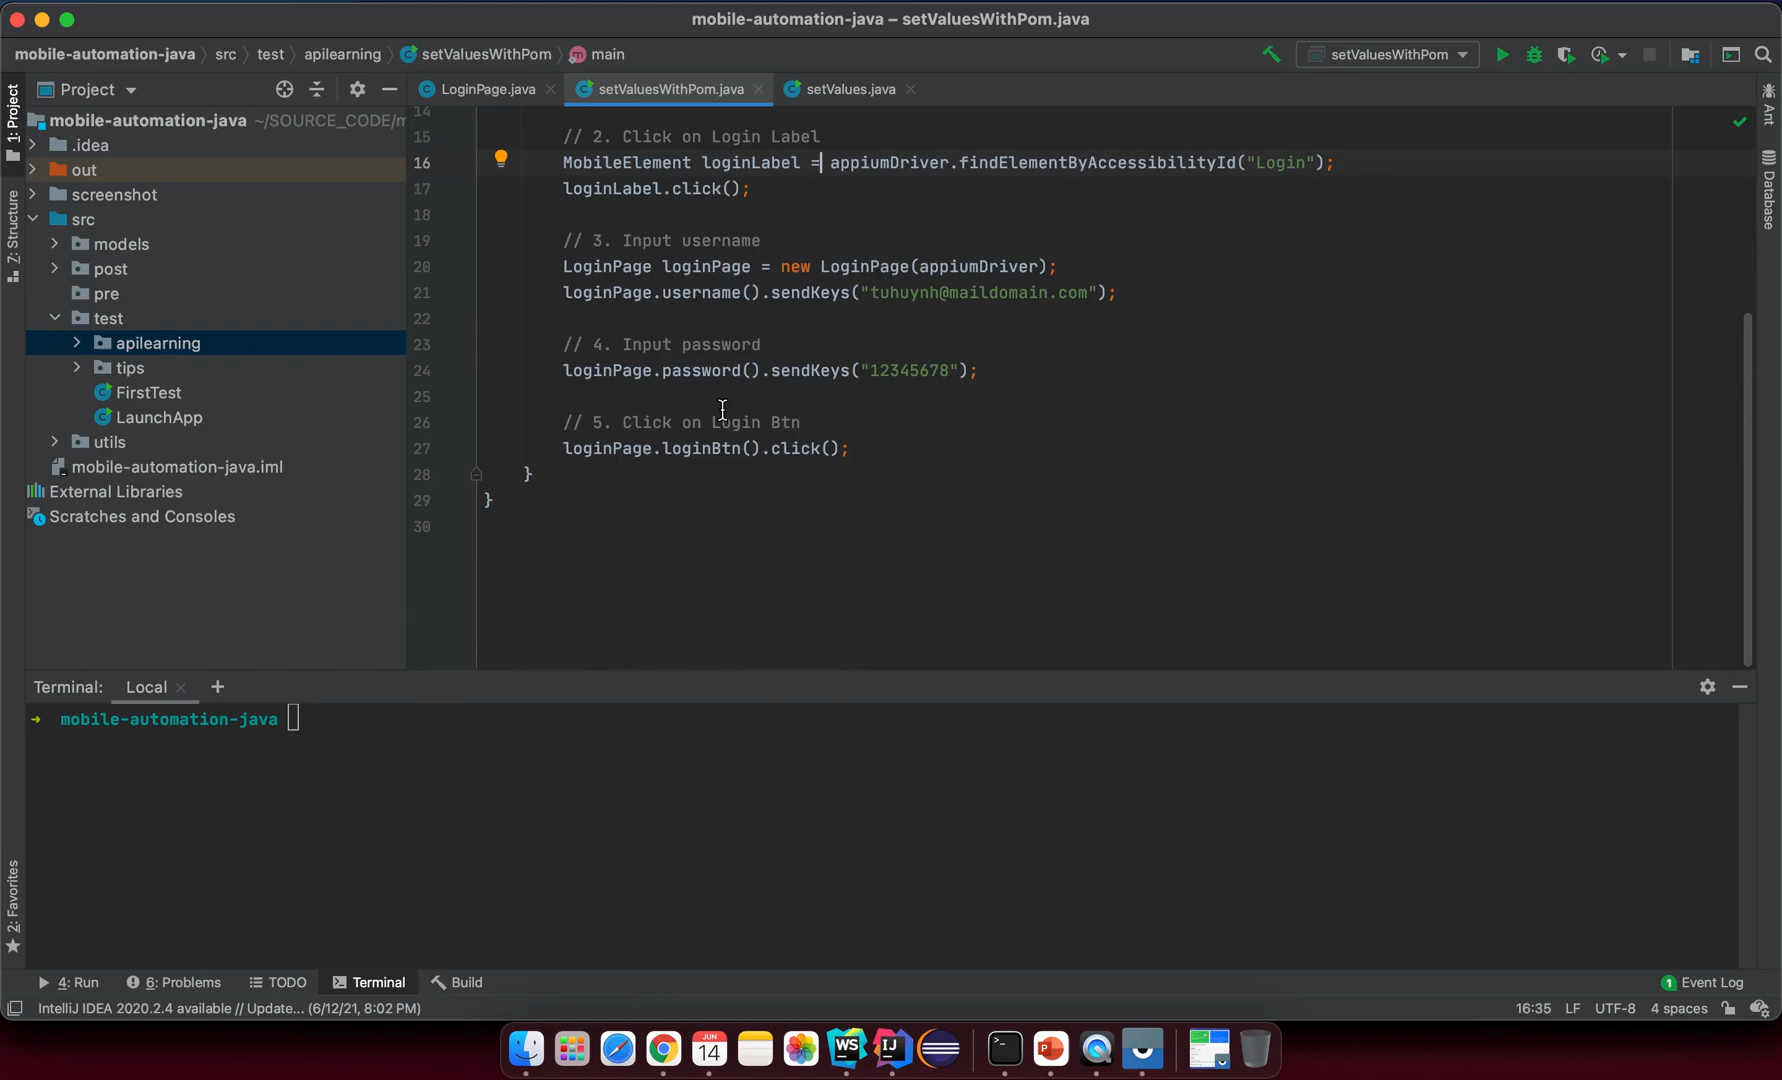 mobile-automation-java – setValuesWithPom.java
mobile-automation-java 〉 src 〉 test 〉 apilearning 〉 setValuesWithPom 〉 m main
setValuesWithPom
Project
LoginPage.java
setValuesWithPom.java
setValues.java
1: Project
7: Structure
2: Favorites
Ant
Database
mobile-automation-java ~/SOURCE_CODE/
.idea
out
screenshot
src
models
post
pre
test
apilearning
tips
FirstTest
LaunchApp
utils
mobile-automation-java.iml
External Libraries
Scratches and Consoles
14
15 // 2. Click on Login Label
16 MobileElement loginLabel = appiumDriver.findElementByAccessibilityId("Login");
17 loginLabel.click();
18
19 // 3. Input username
20 LoginPage loginPage = new LoginPage(appiumDriver);
21 loginPage.username().sendKeys("tuhuynh@maildomain.com");
22
23 // 4. Input password
24 loginPage.password().sendKeys("12345678");
25
26 // 5. Click on Login Btn
27 loginPage.loginBtn().click();
28 }
29 }
30
Terminal: Local × +
→ mobile-automation-java
4: Run 6: Problems TODO Terminal Build 1 Event Log
IntelliJ IDEA 2020.2.4 available // Update... (6/12/21, 8:02 PM) 16:35 LF UTF-8 4 spaces
JUN
14
WS
IJ
P